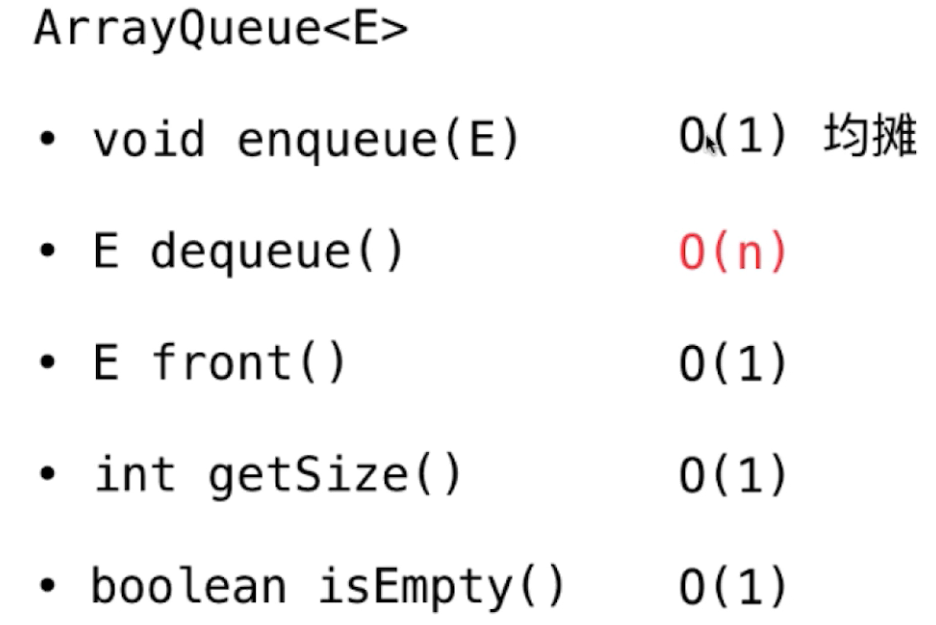 ArrayQueue<E>
• void enqueue(E) O(1) 均摊
• E dequeue() O(n)
• E front() O(1)
• int getSize() O(1)
• boolean isEmpty() O(1)